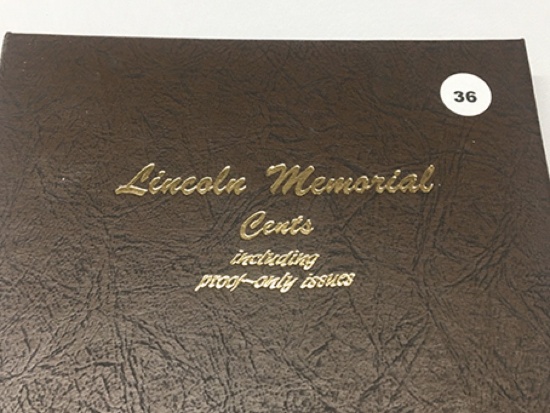 36
Lincoln Memorial
Cents
including
proof-only issues